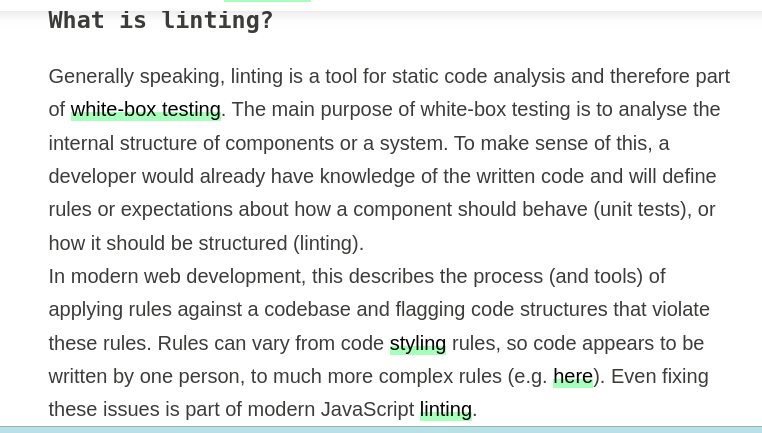 What is linting?
Generally speaking, linting is a tool for static code analysis and therefore part
of white-box testing. The main purpose of white-box testing is to analyse the
internal structure of components or a system. To make sense of this, a
developer would already have knowledge of the written code and will define
rules or expectations about how a component should behave (unit tests), or
how it should be structured (linting).
In modern web development, this describes the process (and tools) of
applying rules against a codebase and flagging code structures that violate
these rules. Rules can vary from code styling rules, so code appears to be
written by one person, to much more complex rules (e.g. here). Even fixing
these issues is part of modern JavaScript linting.